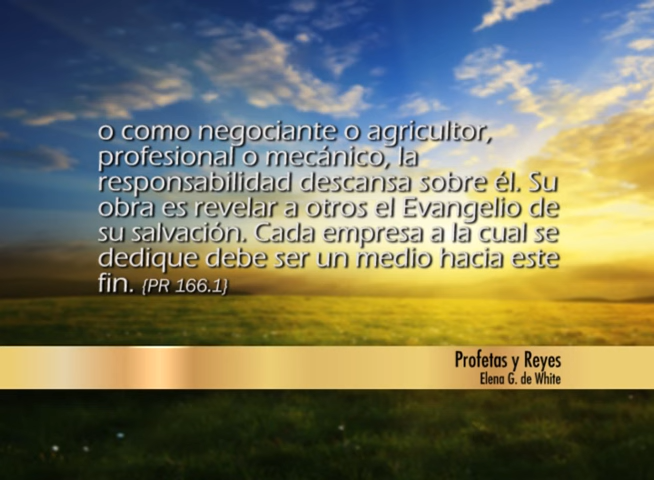 o como negociante o agricultor,
profesional o mecánico, la
responsabilidad descansa sobre él. Su
obra es revelar a otros el Evangelio de
su salvación. Cada empresa a la cual se
dedique debe ser un medio hacia este
fin. {PR 166.1}
Profetas y Reyes
Elena G. de White